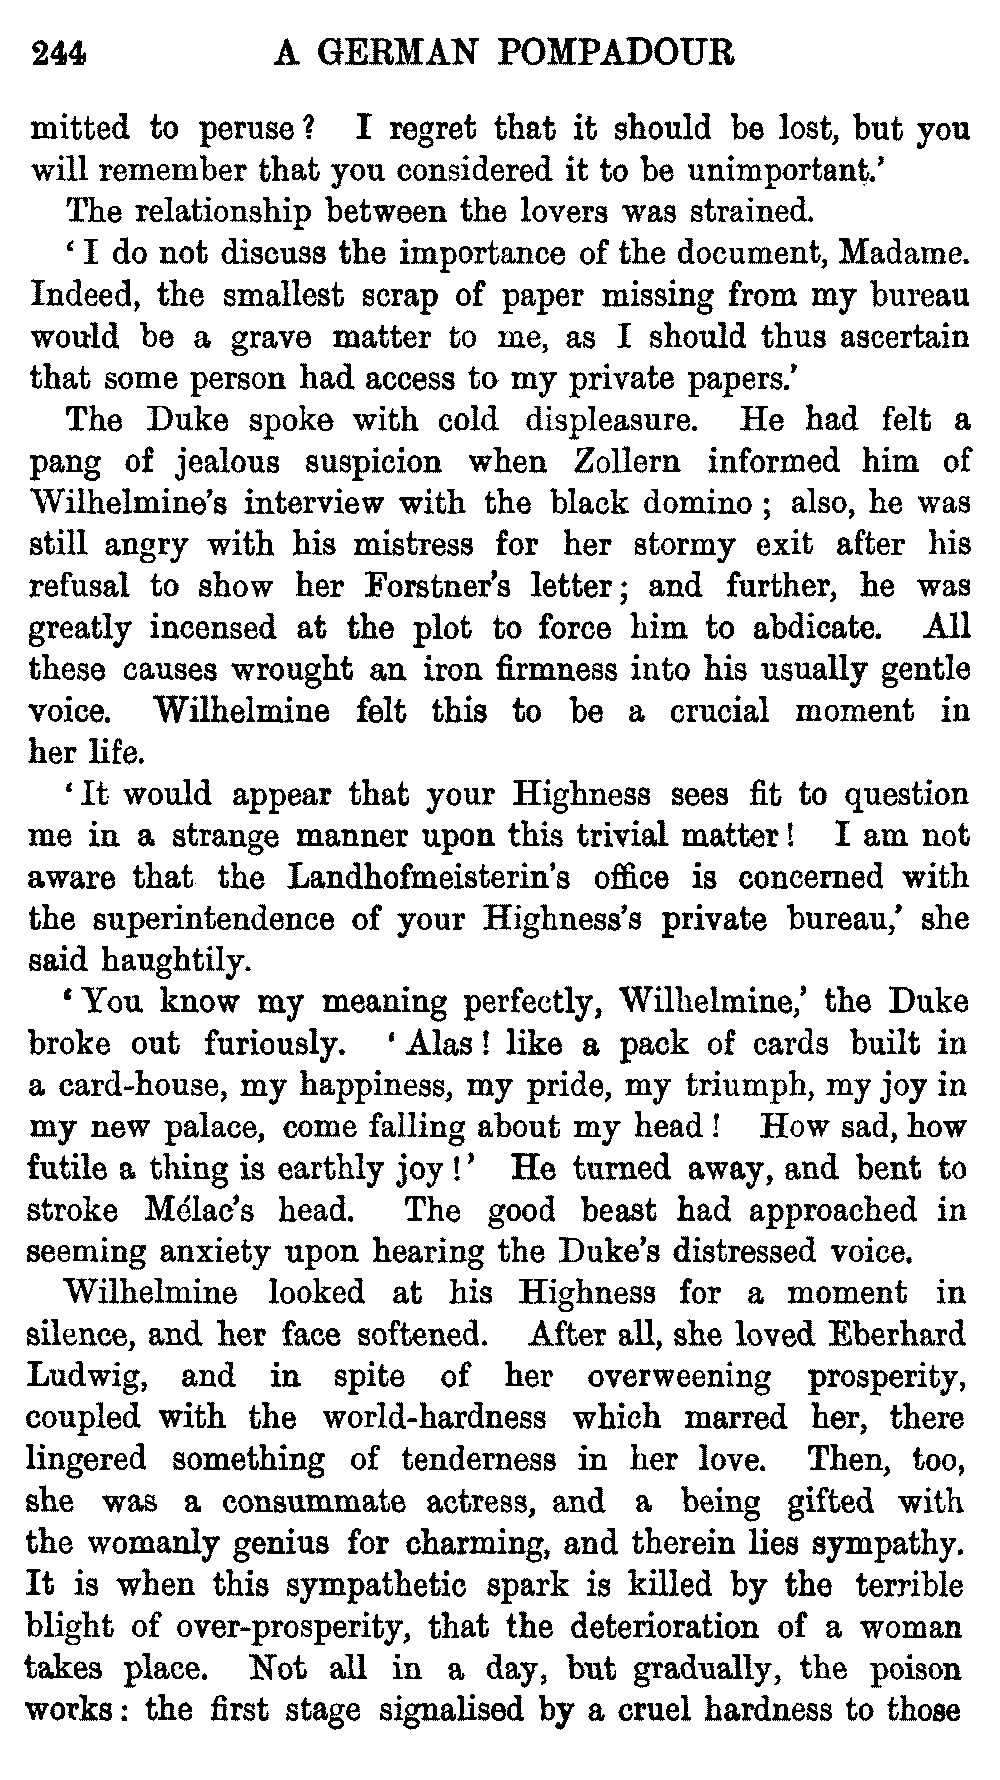 244 A GERMAN POMPADOUR
mitted to peruse? I regret that it should be lost, but you
will remember that you considered it to be unimportant.’
The relationship between the lovers was strained.
‘I do not discuss the importance of the document, Madame.
Indeed, the smallest scrap of paper missing from my bureau
would be a grave matter to me, as I should thus ascertain
that some person had access to my private papers.’
The Duke spoke with cold displeasure. He had felt a
pang of jealous suspicion when Zollern informed him of
Wilhelmine’s interview with the black domino; also, he was
still angry with his mistress for her stormy exit after his
refusal to show her Forstner’s letter; and further, he was
greatly incensed at the plot to force him to abdicate. All
these causes wrought an iron firmness into his usually gentle
voice. Wilhelmine felt this to be a crucial moment in
her life.
‘It would appear that your Highness sees fit to question
me in a strange manner upon this trivial matter! I am not
aware that the Landhofmeisterin’s office is concerned with
the superintendence of your Highness’s private bureau,’ she
said haughtily.
‘You know my meaning perfectly, Wilhelmine,’ the Duke
broke out furiously. ‘Alas! like a pack of cards built in
a card-house, my happiness, my pride, my triumph, my joy in
my new palace, come falling about my head! How sad, how
futile a thing is earthly joy!’ He turned away, and bent to
stroke Mélac’s head. The good beast had approached in
seeming anxiety upon hearing the Duke’s distressed voice.
Wilhelmine looked at his Highness for a moment in
silence, and her face softened. After all, she loved Eberhard
Ludwig, and in spite of her overweening prosperity,
coupled with the world-hardness which marred her, there
lingered something of tenderness in her love. Then, too,
she was a consummate actress, and a being gifted with
the womanly genius for charming, and therein lies sympathy.
It is when this sympathetic spark is killed by the terrible
blight of over-prosperity, that the deterioration of a woman
takes place. Not all in a day, but gradually, the poison
works: the first stage signalised by a cruel hardness to those